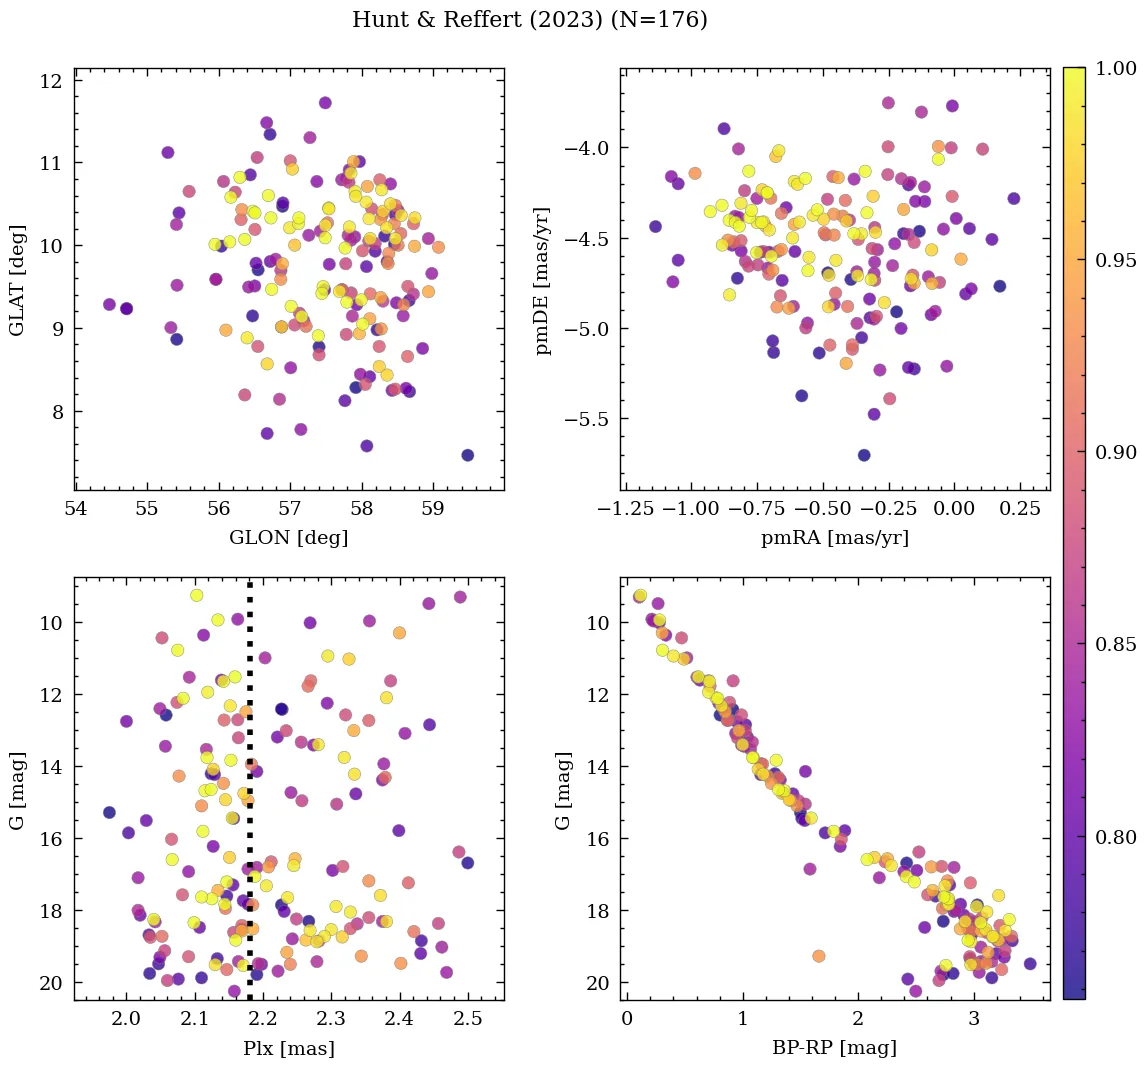 Hunt & Reffert (2023) (N=176)
12
11
10
9
8
GLAT [deg]
54 55 56 57 58 59
GLON [deg]
−4.0
−4.5
−5.0
−5.5
pmDE [mas/yr]
−1.25 −1.00 −0.75 −0.50 −0.25 0.00 0.25
pmRA [mas/yr]
1.00
0.95
0.90
0.85
0.80
10
12
14
16
18
20
G [mag]
2.0 2.1 2.2 2.3 2.4 2.5
Plx [mas]
10
12
14
16
18
20
G [mag]
0 1 2 3
BP-RP [mag]